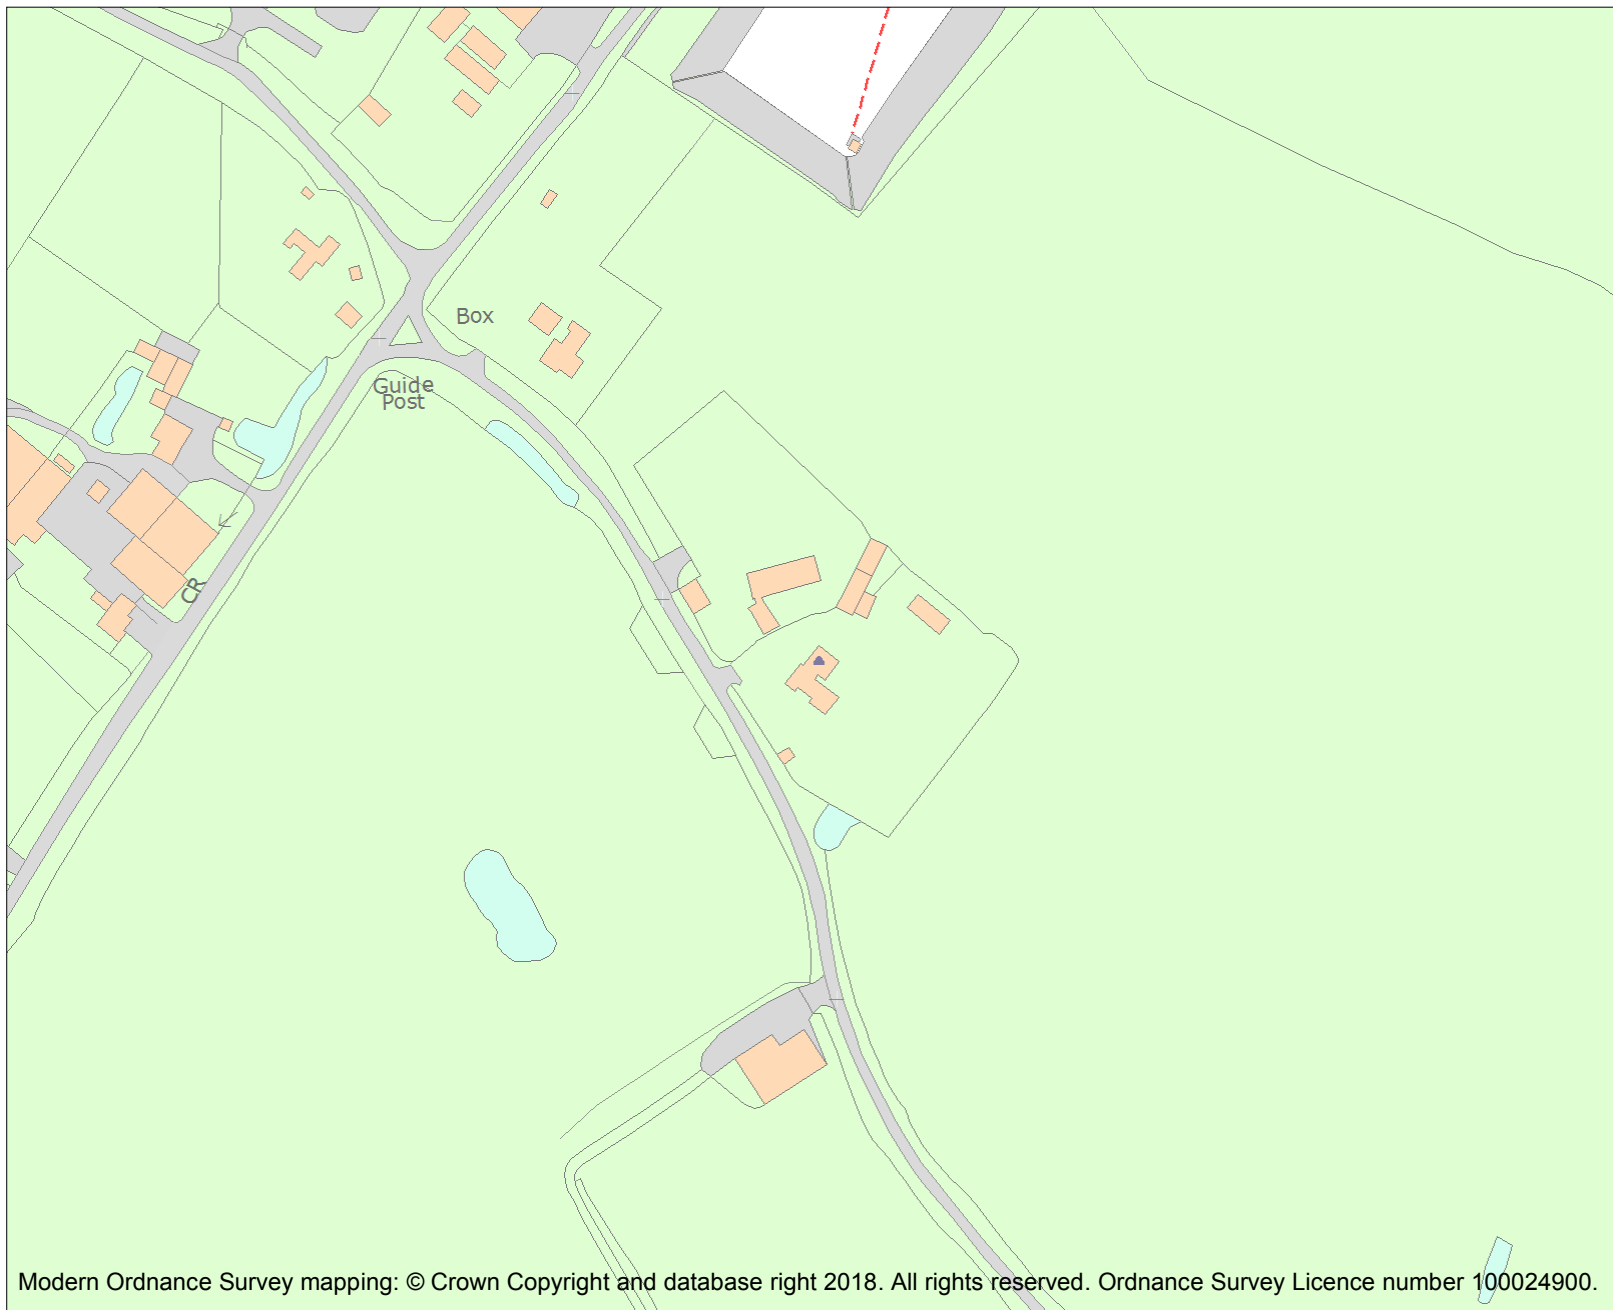 Box
Guide
Post
CR
Modern Ordnance Survey mapping: © Crown Copyright and database right 2018. All rights reserved. Ordnance Survey Licence number 100024900.